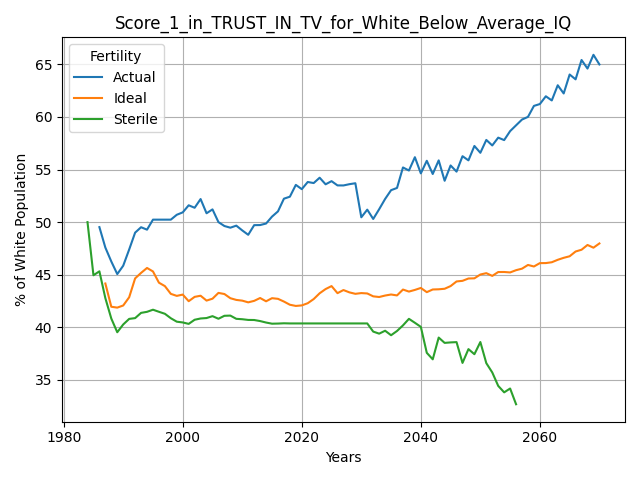 Score_1_in_TRUST_IN_TV_for_White_Below_Average_IQ
Fertility
Actual
Ideal
Sterile
% of White Population
65
60
55
50
45
40
35
1980
2000
2020
2040
2060
Years